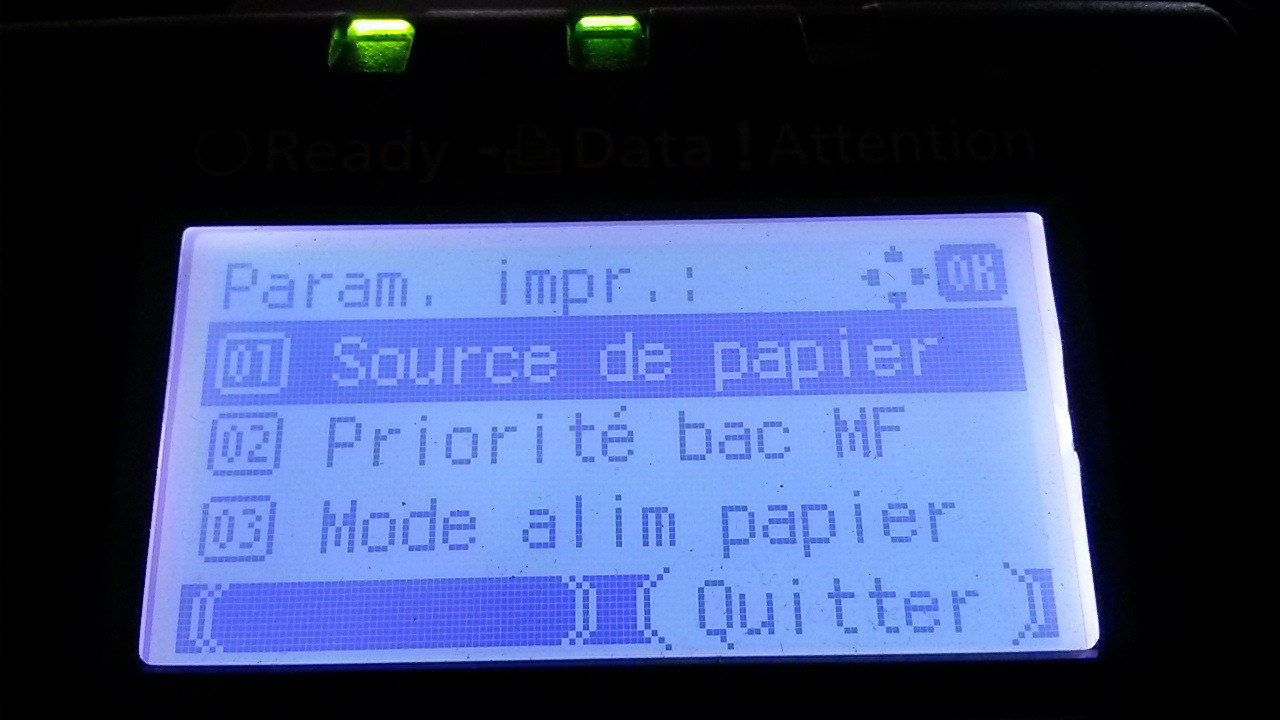 Ready Data ! Attention
Param. impr.: OK
01 Source de papier
02 Priorité bac MF
03 Mode alim papier
Quitter